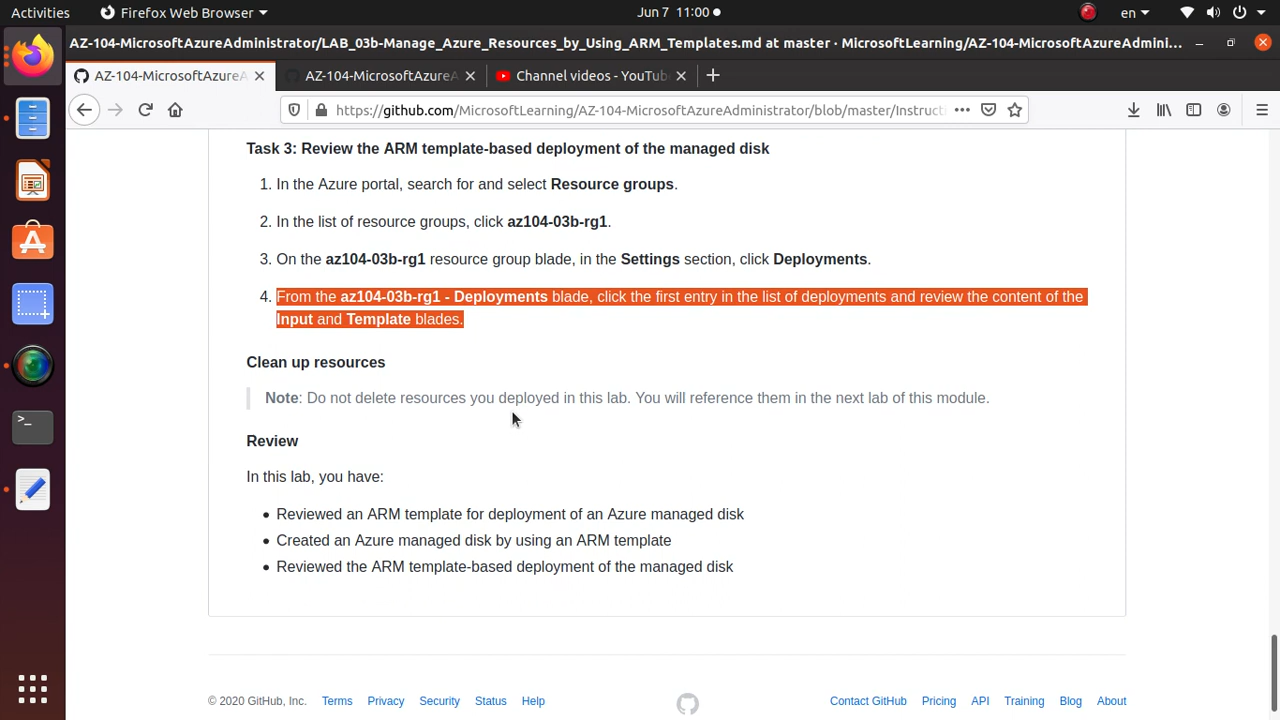 Activities
Firefox Web Browser
Jun 7 11:00
en
AZ-104-MicrosoftAzureAdministrator/LAB_03b-Manage_Azure_Resources_by_Using_ARM_Templates.md at master · MicrosoftLearning/AZ-104-MicrosoftAzureAdmini...
AZ-104-MicrosoftAzureA
AZ-104-MicrosoftAzureA
Channel videos - YouTub
https://github.com/MicrosoftLearning/AZ-104-MicrosoftAzureAdministrator/blob/master/Instructi
Task 3: Review the ARM template-based deployment of the managed disk
1. In the Azure portal, search for and select Resource groups.
2. In the list of resource groups, click az104-03b-rg1.
3. On the az104-03b-rg1 resource group blade, in the Settings section, click Deployments.
4. From the az104-03b-rg1 - Deployments blade, click the first entry in the list of deployments and review the content of the
Input and Template blades.
Clean up resources
Note: Do not delete resources you deployed in this lab. You will reference them in the next lab of this module.
Review
In this lab, you have:
Reviewed an ARM template for deployment of an Azure managed disk
Created an Azure managed disk by using an ARM template
Reviewed the ARM template-based deployment of the managed disk
© 2020 GitHub, Inc.
Terms
Privacy
Security
Status
Help
Contact GitHub
Pricing
API
Training
Blog
About